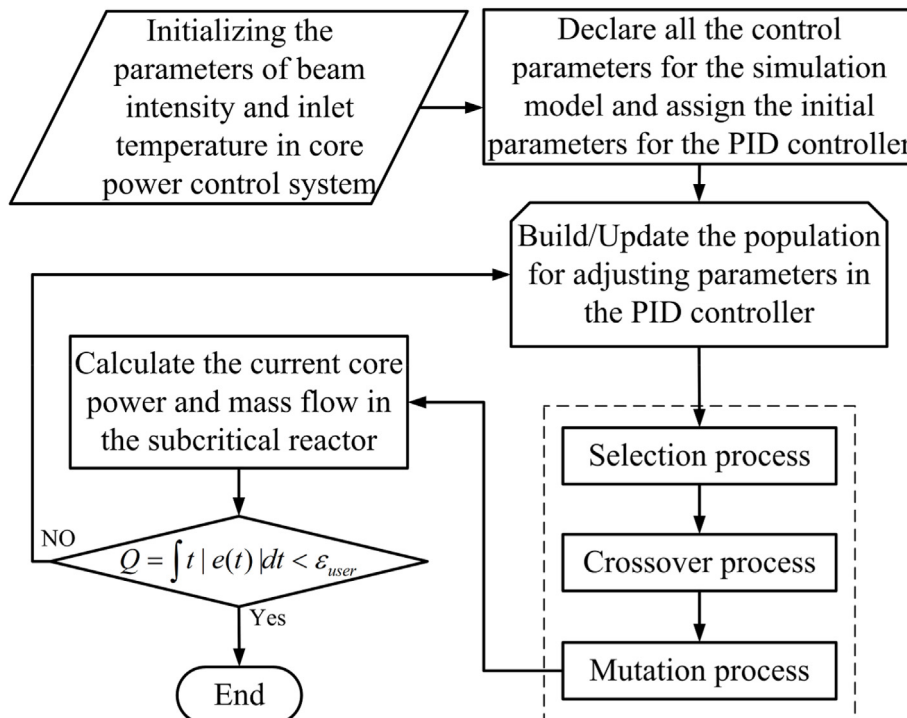 Initializing the
parameters of beam
intensity and inlet
temperature in core
power control system
Declare all the control
parameters for the simulation
model and assign the initial
parameters for the PID controller
Build/Update the population
for adjusting parameters in
the PID controller
Selection process
Crossover process
Mutation process
Calculate the current core
power and mass flow in
the subcritical reactor
Q = ∫ t | e(t) |dt < ε_user
NO
Yes
End